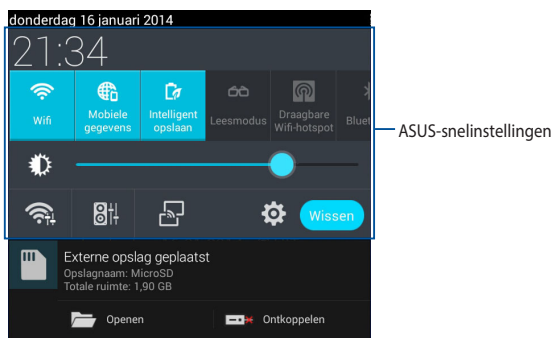 donderdag 16 januari 2014
21:34
Wifi
Mobiele gegevens
Intelligent opslaan
Leesmodus
Draagbare Wifi-hotspot
Bluet
ASUS-snelinstellingen
Wissen
Externe opslag geplaatst
Opslagnaam: MicroSD
Totale ruimte: 1,90 GB
Openen
Ontkoppelen